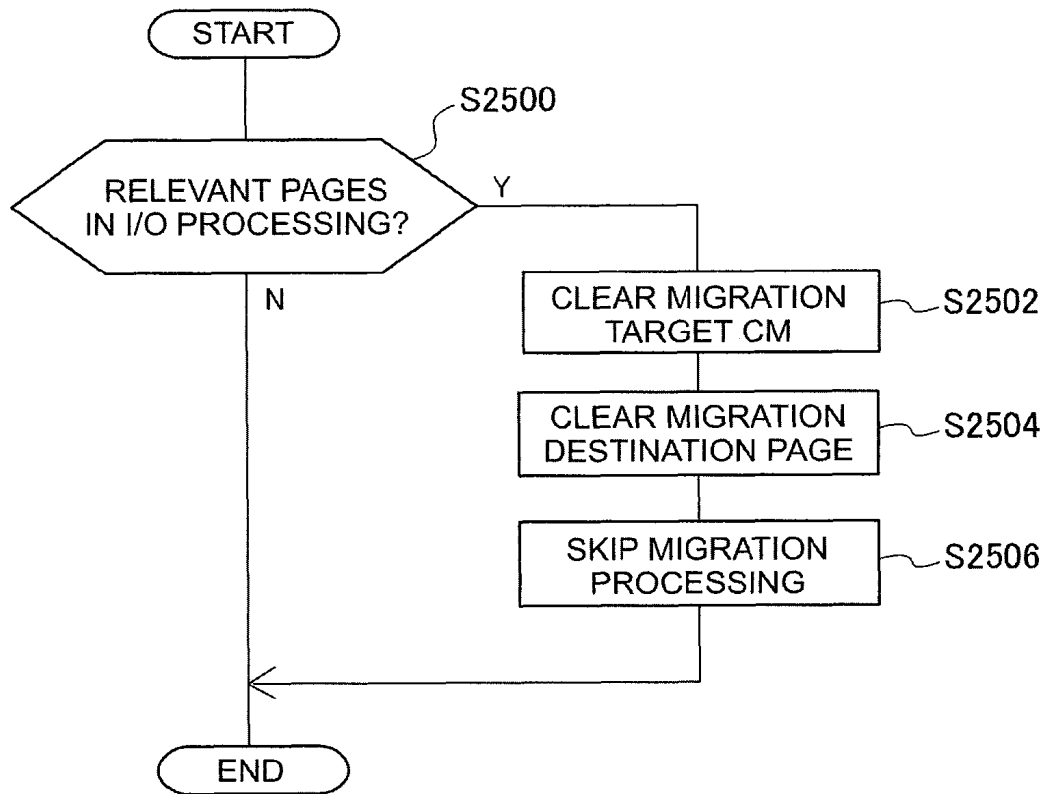 START
S2500
RELEVANT PAGES
IN I/O PROCESSING?
Y
N
CLEAR MIGRATION
TARGET CM
S2502
CLEAR MIGRATION
DESTINATION PAGE
S2504
SKIP MIGRATION
PROCESSING
S2506
END